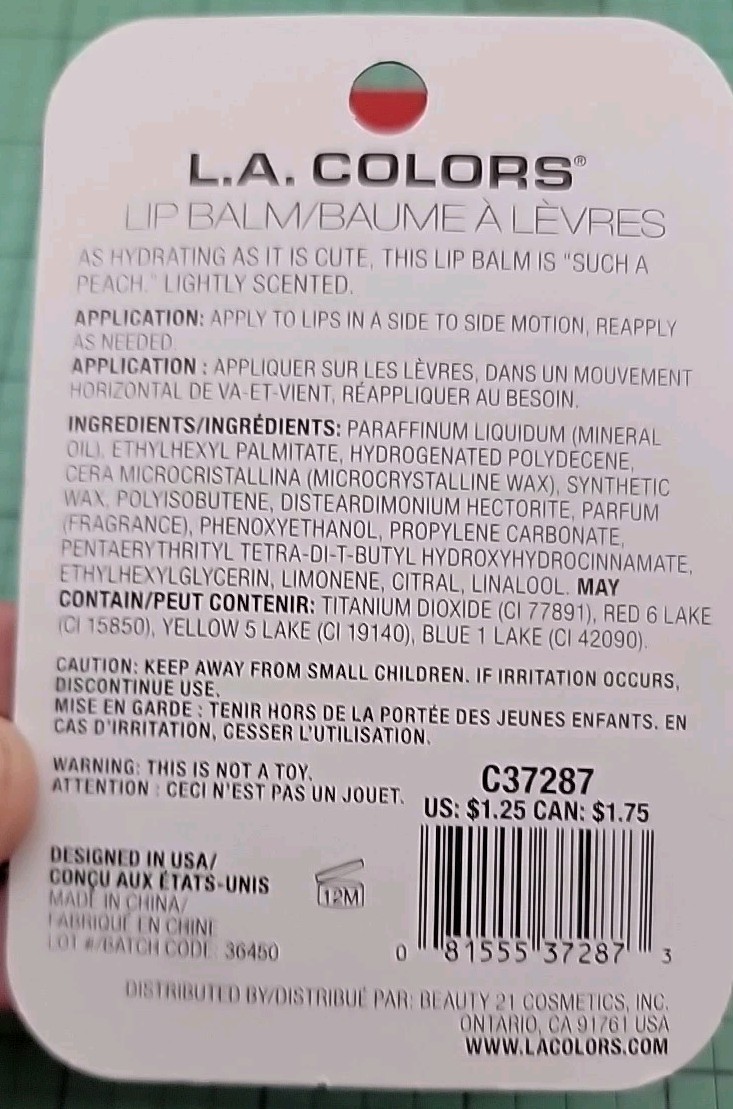 L.A. COLORS®
LIP BALM/BAUME À LÈVRES
AS HYDRATING AS IT IS CUTE, THIS LIP BALM IS "SUCH A
PEACH." LIGHTLY SCENTED.
APPLICATION: APPLY TO LIPS IN A SIDE TO SIDE MOTION, REAPPLY
AS NEEDED.
APPLICATION : APPLIQUER SUR LES LÈVRES, DANS UN MOUVEMENT
HORIZONTAL DE VA-ET-VIENT, RÉAPPLIQUER AU BESOIN.
INGREDIENTS/INGRÉDIENTS: PARAFFINUM LIQUIDUM (MINERAL
OIL), ETHYLHEXYL PALMITATE, HYDROGENATED POLYDECENE,
CERA MICROCRISTALLINA (MICROCRYSTALLINE WAX), SYNTHETIC
WAX, POLYISOBUTENE, DISTEARDIMONIUM HECTORITE, PARFUM
(FRAGRANCE), PHENOXYETHANOL, PROPYLENE CARBONATE,
PENTAERYTHRITYL TETRA-DI-T-BUTYL HYDROXYHYDROCINNAMATE,
ETHYLHEXYLGLYCERIN, LIMONENE, CITRAL, LINALOOL. MAY
CONTAIN/PEUT CONTENIR: TITANIUM DIOXIDE (CI 77891), RED 6 LAKE
(CI 15850), YELLOW 5 LAKE (CI 19140), BLUE 1 LAKE (CI 42090).
CAUTION: KEEP AWAY FROM SMALL CHILDREN. IF IRRITATION OCCURS,
DISCONTINUE USE.
MISE EN GARDE : TENIR HORS DE LA PORTÉE DES JEUNES ENFANTS. EN
CAS D'IRRITATION, CESSER L'UTILISATION.
WARNING: THIS IS NOT A TOY.
ATTENTION : CECI N'EST PAS UN JOUET.
C37287
US: $1.25 CAN: $1.75
DESIGNED IN USA/
CONÇU AUX ÉTATS-UNIS
MADE IN CHINA/
FABRIQUÉ EN CHINE
LOT #/BATCH CODE 36450
12M
0 81555 37287 3
DISTRIBUTED BY/DISTRIBUÉ PAR: BEAUTY 21 COSMETICS, INC.
ONTARIO, CA 91761 USA
WWW.LACOLORS.COM